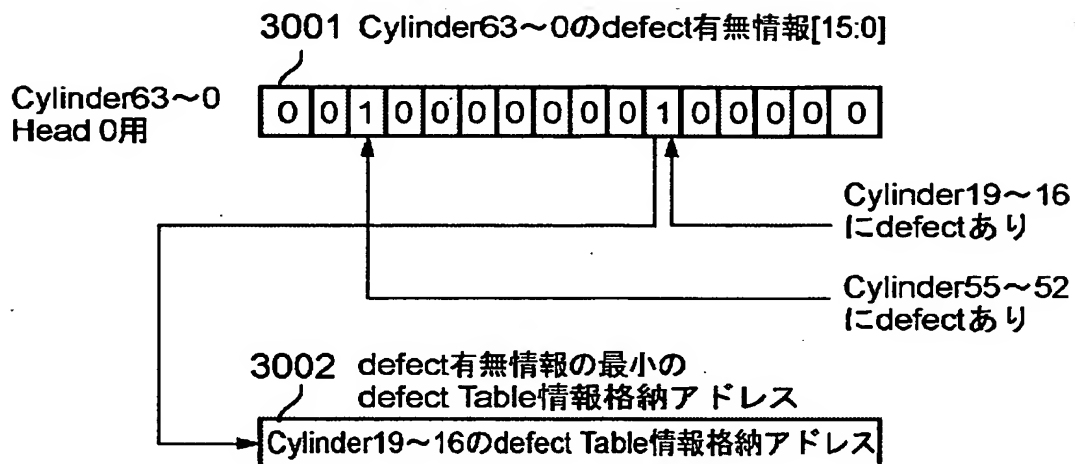 3001 Cylinder63～0のdefect有無情報[15:0]
Cylinder63～0
Head 0用
0 0 1 0 0 0 0 0 0 0 1 0 0 0 0 0
Cylinder19～16
にdefectあり
Cylinder55～52
にdefectあり
3002 defect有無情報の最小の
defect Table情報格納アドレス
Cylinder19～16のdefect Table情報格納アドレス